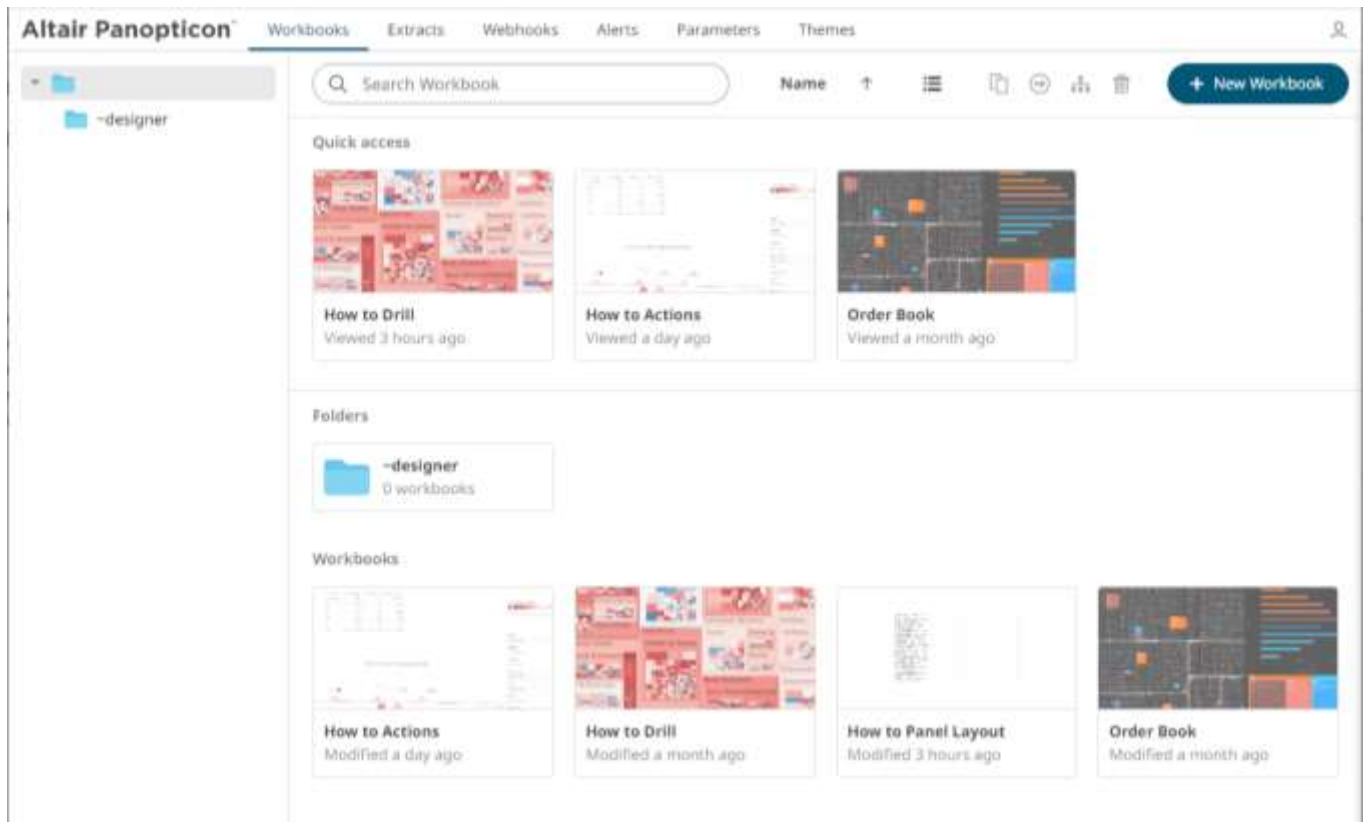 Altair Panopticon™ Workbooks Extracts Webhooks Alerts Parameters Themes
~designer
Search Workbook Name + New Workbook
Quick access
How to Drill
Viewed 3 hours ago
How to Actions
Viewed a day ago
Order Book
Viewed a month ago
Folders
~designer
0 workbooks
Workbooks
How to Actions
Modified a day ago
How to Drill
Modified a month ago
How to Panel Layout
Modified 3 hours ago
Order Book
Modified a month ago